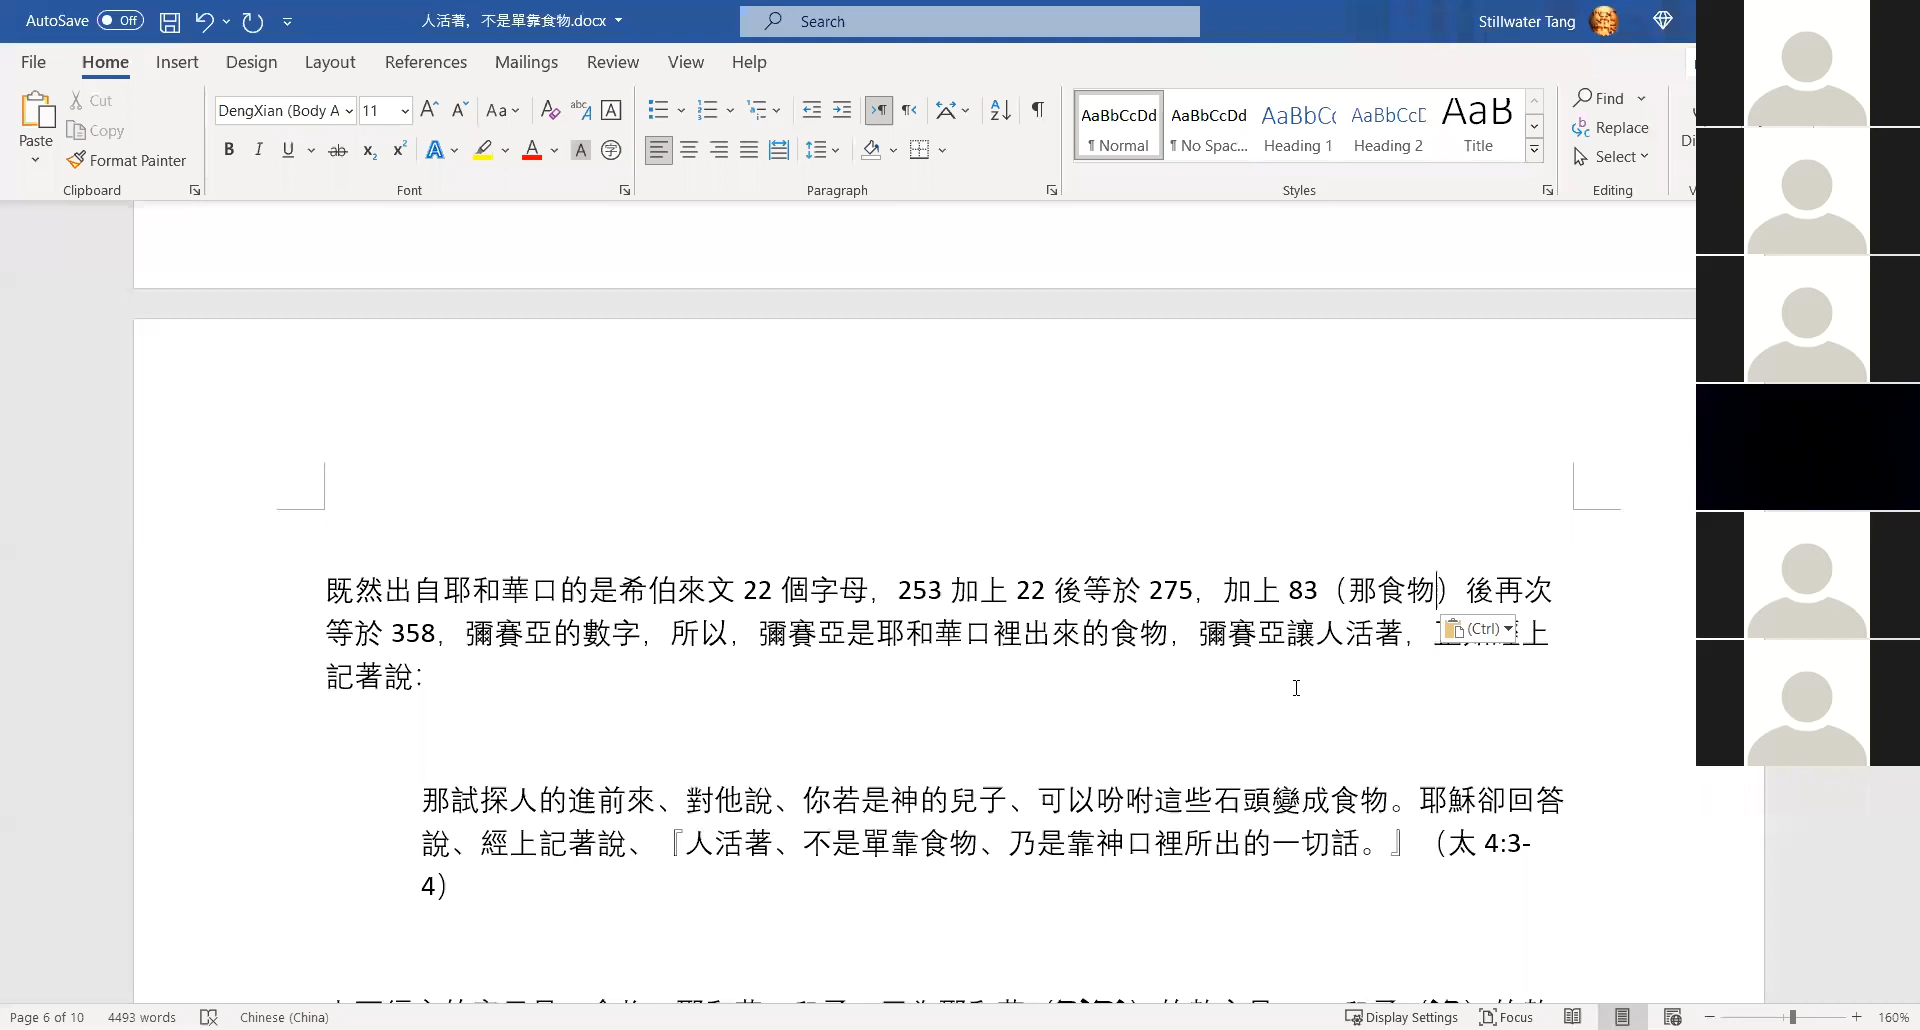 AutoSave Off 人活著，不是單靠食物.docx Search Stillwater Tang
File Home Insert Design Layout References Mailings Review View Help
DengXian (Body A 11 Aa
Paste
Cut
Copy
Format Painter
B I U ab x₂ x² A A A 字
AaBbCcDd AaBbCcDd AaBbCc AaBbCcD AaB
¶ Normal ¶ No Spac... Heading 1 Heading 2 Title
Find
Replace
Select
Clipboard Font Paragraph Styles Editing
既然出自耶和華口的是希伯來文 22 個字母，253 加上 22 後等於 275，加上 83（那食物）後再次
等於 358，彌賽亞的數字，所以，彌賽亞是耶和華口裡出來的食物，彌賽亞讓人活著，上
(Ctrl)
記著說：
那試探人的進前來、對他說、你若是神的兒子、可以吩咐這些石頭變成食物。耶穌卻回答
說、經上記著說、『人活著、不是單靠食物、乃是靠神口裡所出的一切話。』（太 4:3-
4）
Page 6 of 10 4493 words Chinese (China) Display Settings Focus 160%